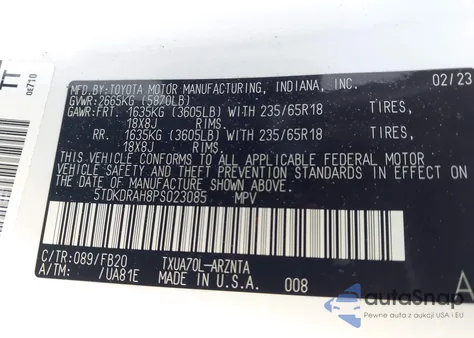 TT
0E710
MFD. BY: TOYOTA MOTOR MANUFACTURING, INDIANA, INC. 02/23
GVWR: 2665KG (5870LB)
GAWR: FRT. 1635KG (3605LB) WITH 235/65R18 TIRES,
18X8J
RR. 1635KG (3605LB) WITH 235/65R18 TIRES,
18X8J
THIS VEHICLE CONFORMS TO ALL APPLICABLE FEDERAL MOTOR
VEHICLE SAFETY AND THEFT PREVENTION STANDARDS IN EFFECT ON
THE DATE OF MANUFACTURE SHOWN ABOVE.
5TDKDRAH8PS023085 MPV
C/TR: 089/FB20 TXUA70L-ARZNTA
A/TM: /UA81E MADE IN U.S.A. 008 A
autoSnap
Pewne auta z USA i EU